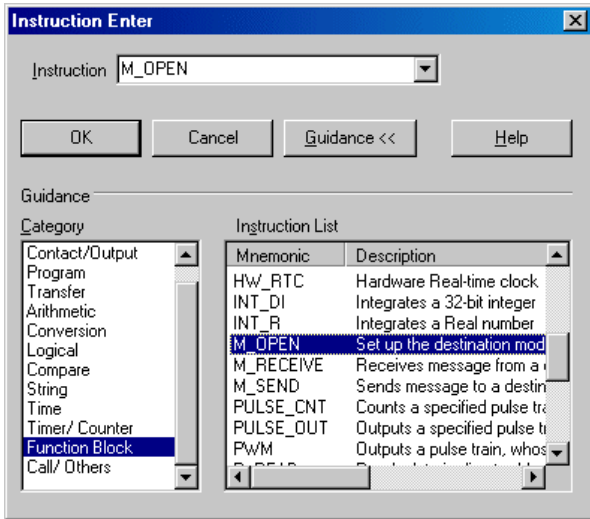 Instruction Enter
Instruction M_OPEN
OK Cancel Guidance << Help
Guidance
Category
Contact/Output
Program
Transfer
Arithmetic
Conversion
Logical
Compare
String
Time
Timer/ Counter
Function Block
Call/ Others
Instruction List
Mnemonic Description
HW_RTC Hardware Real-time clock
INT_DI Integrates a 32-bit integer
INT_R Integrates a Real number
M_OPEN Set up the destination mod
M_RECEIVE Receives message from a
M_SEND Sends message to a destin
PULSE_CNT Counts a specified pulse tra
PULSE_OUT Outputs a specified pulse t
PWM Outputs a pulse train, whos